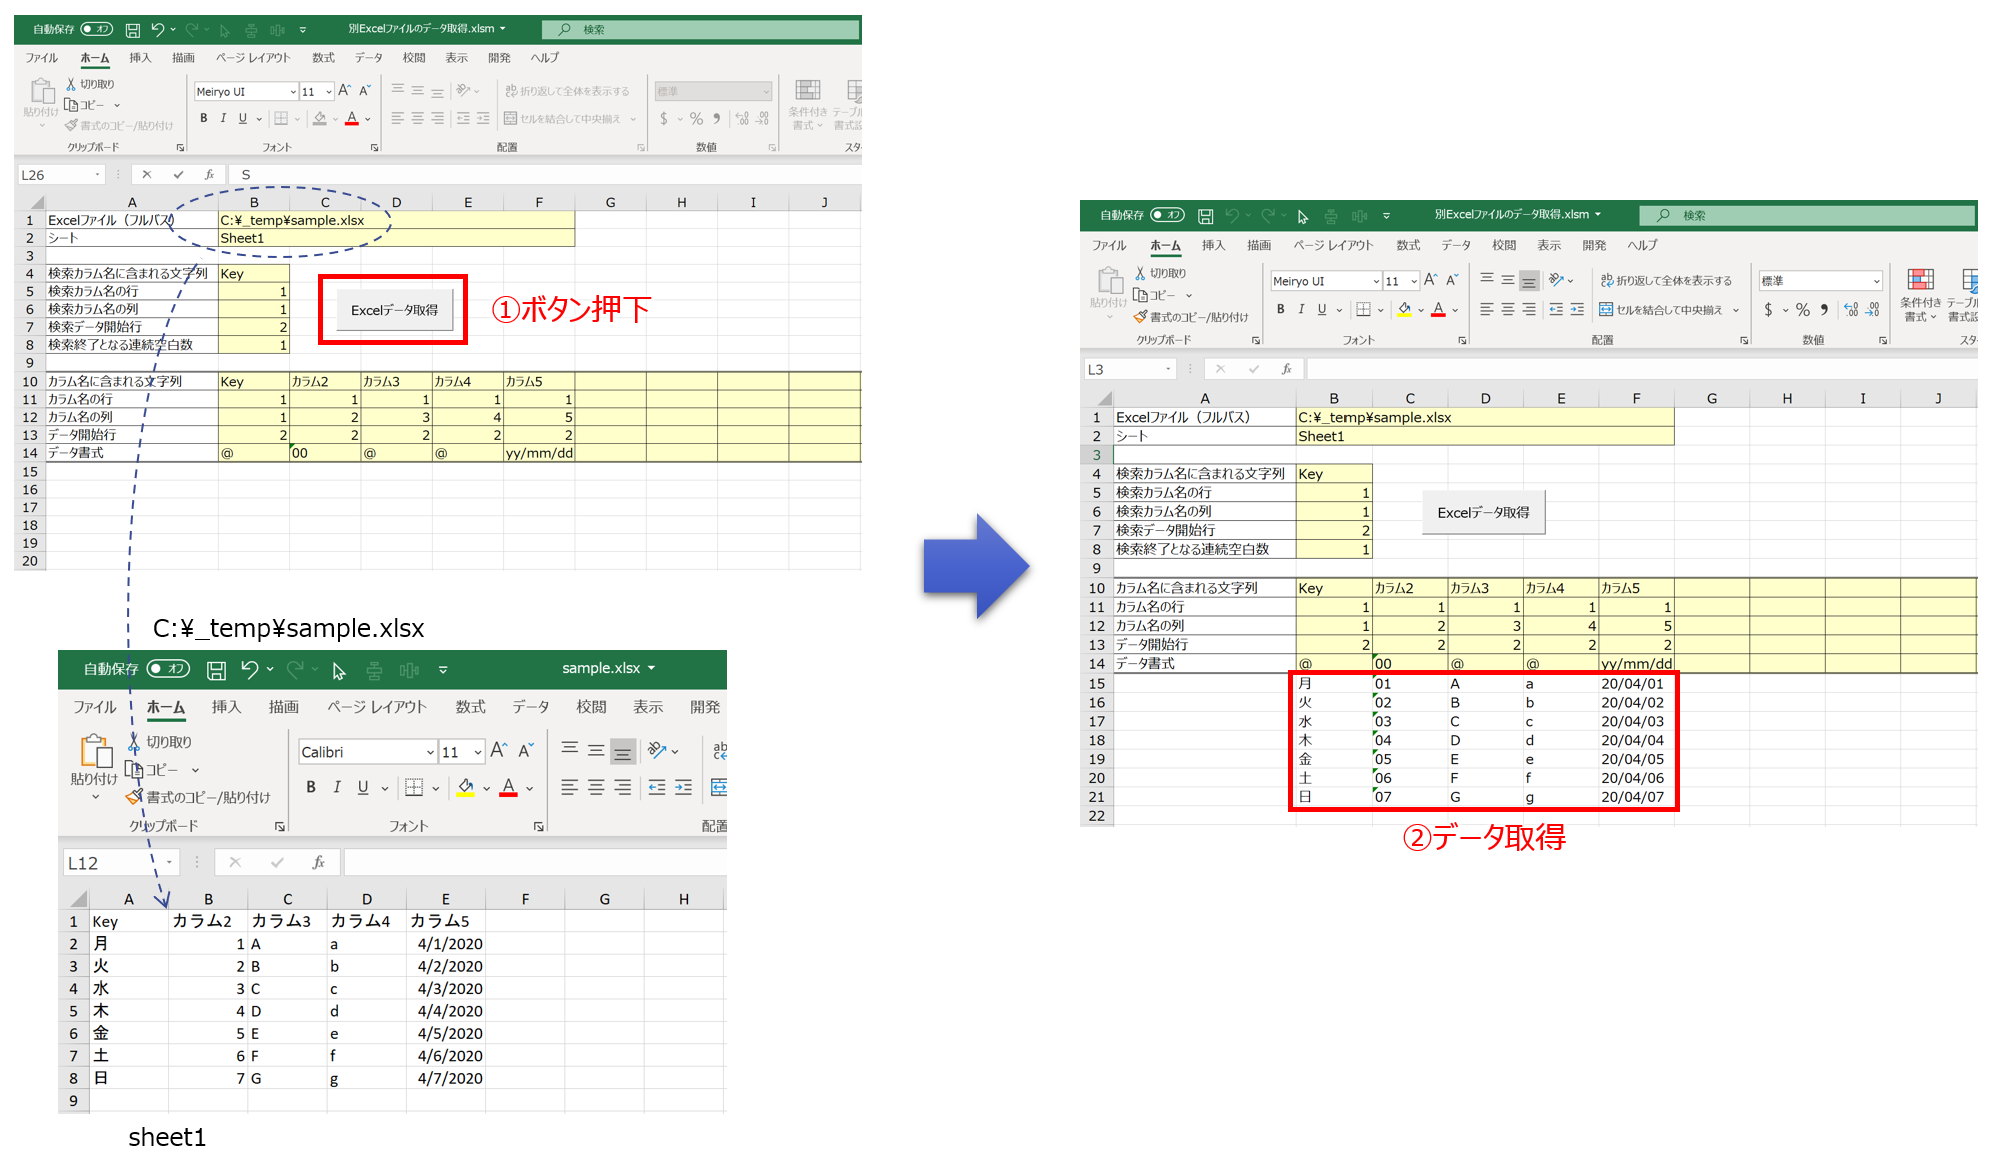 自動保存 オフ 別Excelファイルのデータ取得.xlsm 検索
ファイル ホーム 挿入 描画 ページ レイアウト 数式 データ 校閲 表示 開発 ヘルプ
貼り付け 切り取り コピー 書式のコピー/貼り付け
Meiryo UI 11 A A
B I U A
ab 折り返して全体を表示する
セルを結合して中央揃え
標準
$ % 9 .00 .00
条件付き書式 テーブル 書式設
クリップボード フォント 配置 数値 スタ
L26 fx S
A B C D E F G H I J
1 Excelファイル（フルパス） C:¥_temp¥sample.xlsx
2 シート Sheet1
3
4 検索カラム名に含まれる文字列 Key
5 検索カラム名の行 1
6 検索カラム名の列 1
7 検索データ開始行 2
8 検索終了となる連続空白数 1
Excelデータ取得
①ボタン押下
9
10 カラム名に含まれる文字列 Key カラム2 カラム3 カラム4 カラム5
11 カラム名の行 1 1 1 1 1
12 カラム名の列 1 2 3 4 5
13 データ開始行 2 2 2 2 2
14 データ書式 @ 00 @ @ yy/mm/dd
15
16
17
18
19
20
C:¥_temp¥sample.xlsx
自動保存 オフ sample.xlsx
ファイル ホーム 挿入 描画 ページ レイアウト 数式 データ 校閲 表示 開発
貼り付け 切り取り コピー 書式のコピー/貼り付け
Calibri 11 A A
B I U A
クリップボード フォント 配置
L12 fx
A B C D E F G H
1 Key カラム2 カラム3 カラム4 カラム5
2 月 1 A a 4/1/2020
3 火 2 B b 4/2/2020
4 水 3 C c 4/3/2020
5 木 4 D d 4/4/2020
6 金 5 E e 4/5/2020
7 土 6 F f 4/6/2020
8 日 7 G g 4/7/2020
9
sheet1
自動保存 オフ 別Excelファイルのデータ取得.xlsm 検索
ファイル ホーム 挿入 描画 ページ レイアウト 数式 データ 校閲 表示 開発 ヘルプ
貼り付け 切り取り コピー 書式のコピー/貼り付け
Meiryo UI 11 A A
B I U A
ab 折り返して全体を表示する
セルを結合して中央揃え
標準
$ % 9 .00 .00
条件付き書式 テーブル 書式設
クリップボード フォント 配置 数値 スタ
L3 fx
A B C D E F G H I J
1 Excelファイル（フルパス） C:¥_temp¥sample.xlsx
2 シート Sheet1
3
4 検索カラム名に含まれる文字列 Key
5 検索カラム名の行 1
6 検索カラム名の列 1
7 検索データ開始行 2
8 検索終了となる連続空白数 1
Excelデータ取得
9
10 カラム名に含まれる文字列 Key カラム2 カラム3 カラム4 カラム5
11 カラム名の行 1 1 1 1 1
12 カラム名の列 1 2 3 4 5
13 データ開始行 2 2 2 2 2
14 データ書式 @ 00 @ @ yy/mm/dd
15 月 01 A a 20/04/01
16 火 02 B b 20/04/02
17 水 03 C c 20/04/03
18 木 04 D d 20/04/04
19 金 05 E e 20/04/05
20 土 06 F f 20/04/06
21 日 07 G g 20/04/07
22
②データ取得